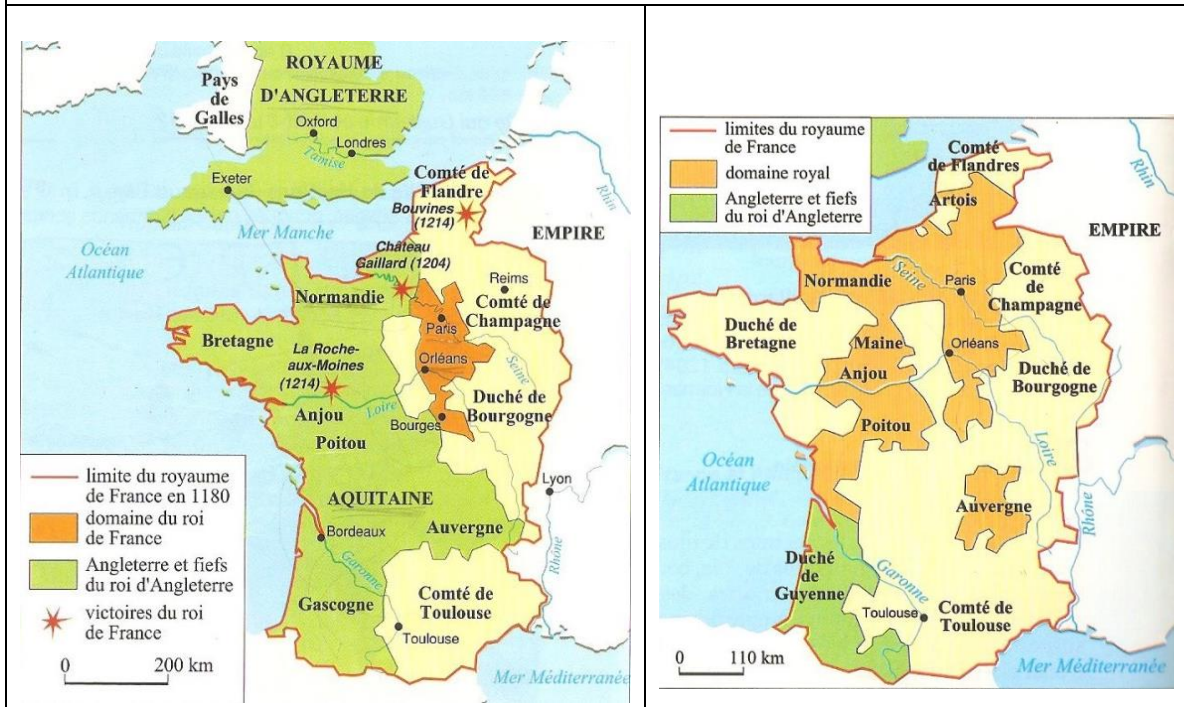 ROYAUME
D'ANGLETERRE
Pays
de
Galles
Oxford
Londres
Tamise
Exeter
Comté de
Flandre
Bouvines
(1214)
Rhin
Mer Manche
EMPIRE
Océan
Atlantique
Château
Gaillard (1204)
Reims
Normandie
Comté de
Champagne
Paris
Bretagne
La Roche-
aux-Moines
(1214)
Orléans
Seine
Duché de
Bourgogne
Anjou
Loire
Bourges
Poitou
Lyon
AQUITAINE
Auvergne
Bordeaux
Garonne
Rhône
Gascogne
Comté de
Toulouse
Toulouse
Mer Méditerranée
limite du royaume
de France en 1180
domaine du roi
de France
Angleterre et fiefs
du roi d'Angleterre
victoires du roi
de France
0 200 km
limites du royaume
de France
domaine royal
Angleterre et fiefs
du roi d'Angleterre
Comté
de Flandres
Rhin
Artois
EMPIRE
Normandie
Seine
Paris
Comté
de
Champagne
Duché de
Bretagne
Maine
Orléans
Anjou
Duché de
Bourgogne
Poitou
Loire
Océan
Atlantique
Auvergne
Rhône
Duché
de
Guyenne
Garonne
Toulouse
Comté de
Toulouse
0 110 km
Mer Méditerranée